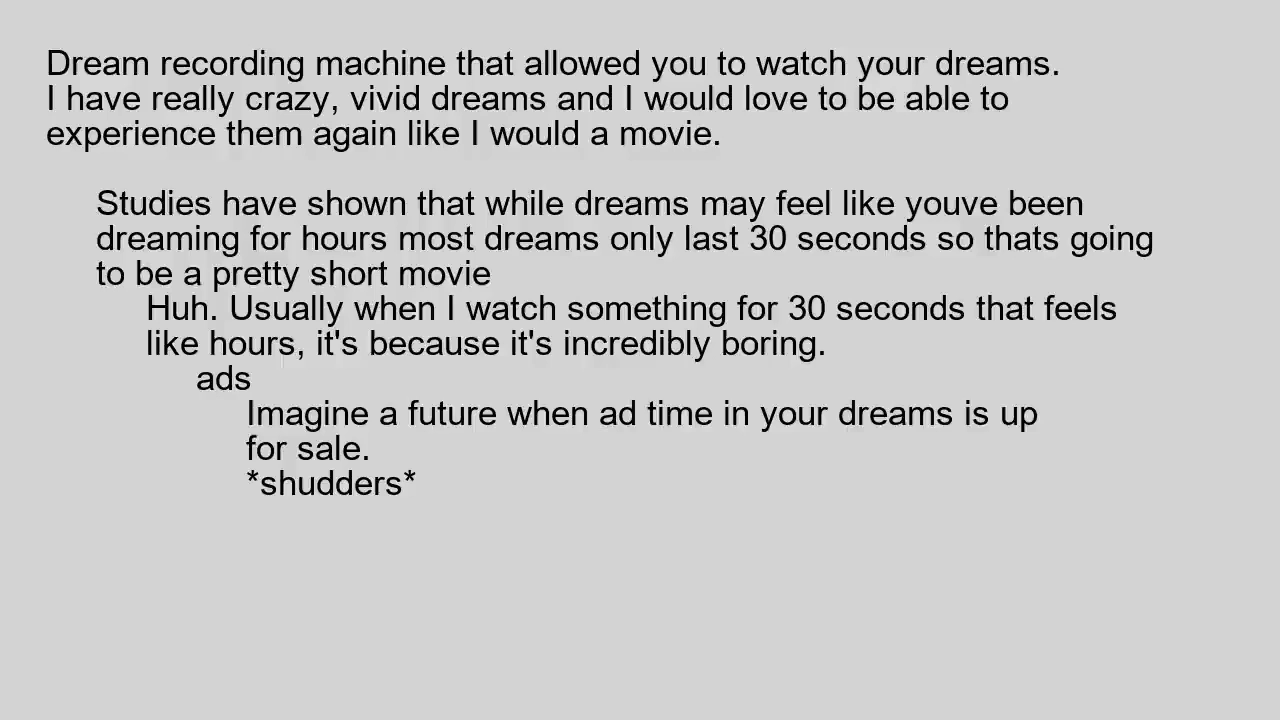 Dream recording machine that allowed you to watch your dreams.
I have really crazy, vivid dreams and I would love to be able to
experience them again like I would a movie.
Studies have shown that while dreams may feel like youve been
dreaming for hours most dreams only last 30 seconds so thats going
to be a pretty short movie
Huh. Usually when I watch something for 30 seconds that feels
like hours, it's because it's incredibly boring.
ads
Imagine a future when ad time in your dreams is up
for sale.
*shudders*